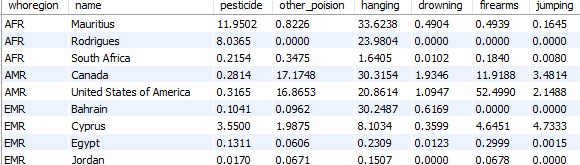 whoregion name pesticide other_poision hanging drowning firearms jumping
AFR Mauritius 11.9502 0.8226 33.6238 0.4904 0.4939 0.1645
AFR Rodrigues 8.0365 0.0000 23.9804 0.0000 0.0000 0.0000
AFR South Africa 0.2154 0.3475 1.6405 0.0102 0.1840 0.0080
AMR Canada 0.2814 17.1748 30.3154 1.9346 11.9188 3.4814
AMR United States of America 0.3165 16.8653 20.8614 1.0947 52.4990 2.1488
EMR Bahrain 0.1041 0.0962 30.2487 0.6169 0.0000 0.0000
EMR Cyprus 3.5500 1.9875 8.1034 0.3599 4.6451 4.7333
EMR Egypt 0.1311 0.0606 0.2309 0.0123 0.2999 0.0015
EMR Jordan 0.0170 0.0671 0.1507 0.0000 0.0678 0.0000